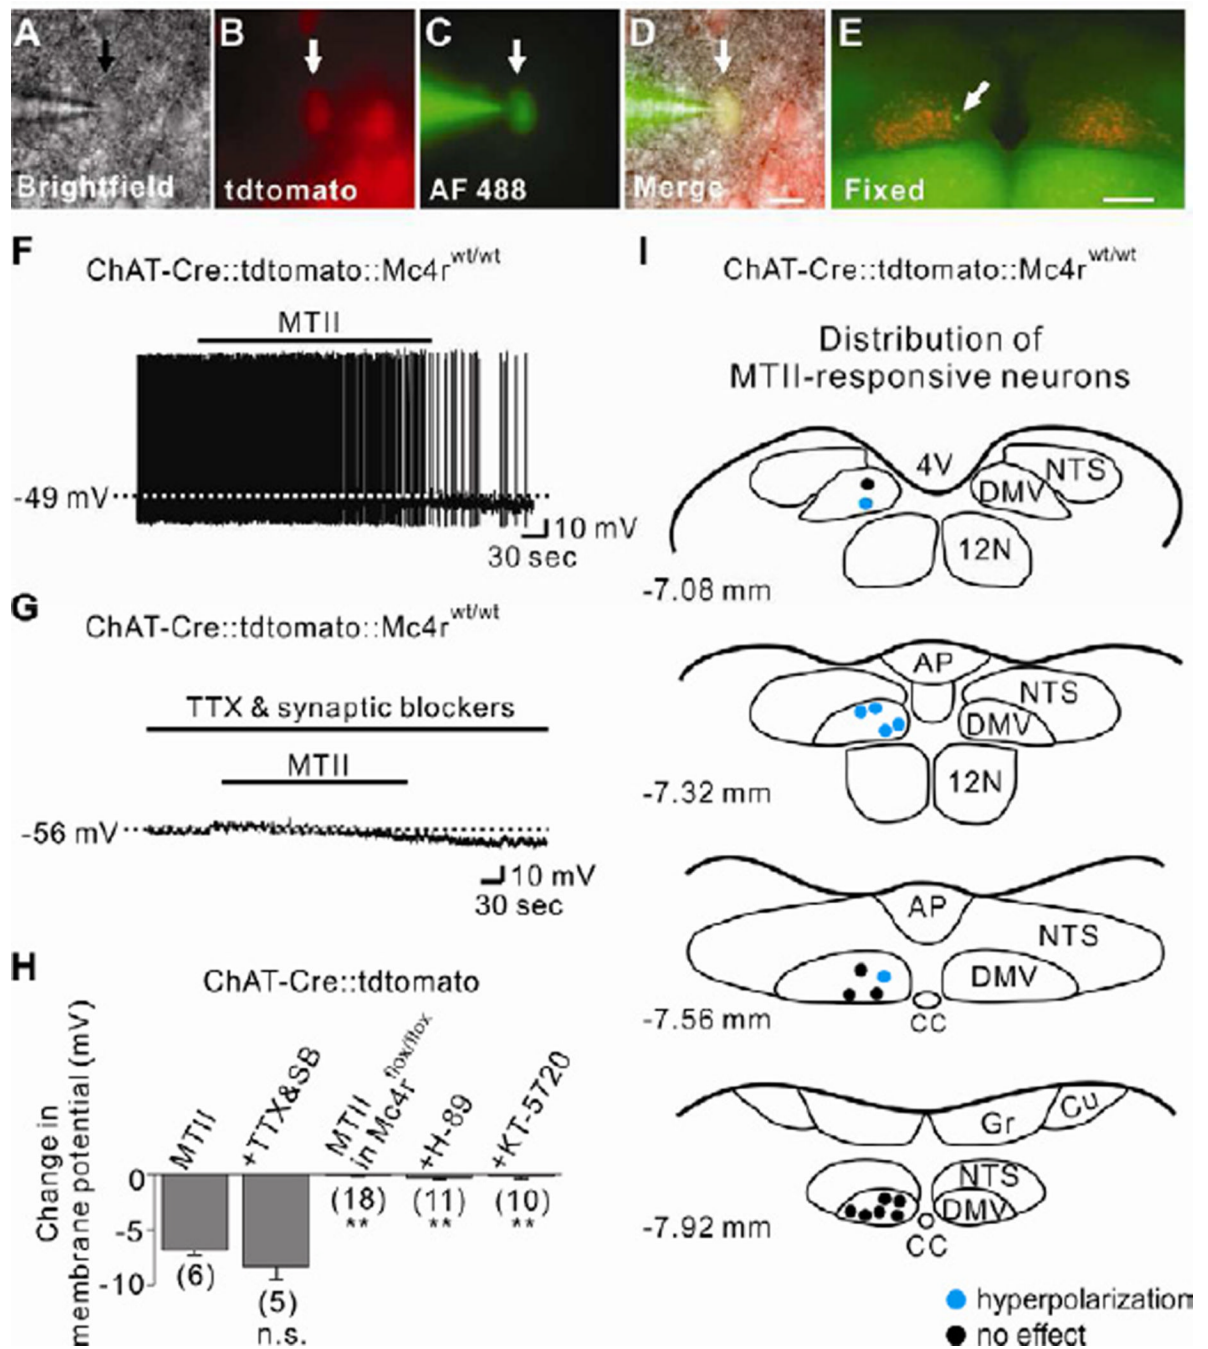 A
B
C
D
E
Brightfield
tdtomato
AF 488
Merge
Fixed
F
ChAT-Cre::tdtomato::Mc4r^wt/wt
MTII
-49 mV
10 mV
30 sec
G
ChAT-Cre::tdtomato::Mc4r^wt/wt
TTX & synaptic blockers
MTII
-56 mV
10 mV
30 sec
H
ChAT-Cre::tdtomato
Change in
membrane potential (mV)
MTII
+TTX&SB
MTII
in Mc4r^flox/flox
+H-89
+KT-5720
0
-5
-10
(6)
(5)
n.s.
(18)
**
(11)
**
(10)
**
I
ChAT-Cre::tdtomato::Mc4r^wt/wt
Distribution of
MTII-responsive neurons
4V
NTS
DMV
12N
-7.08 mm
AP
NTS
DMV
12N
-7.32 mm
AP
NTS
DMV
CC
-7.56 mm
Gr
Cu
NTS
DMV
CC
-7.92 mm
hyperpolarization
no effect